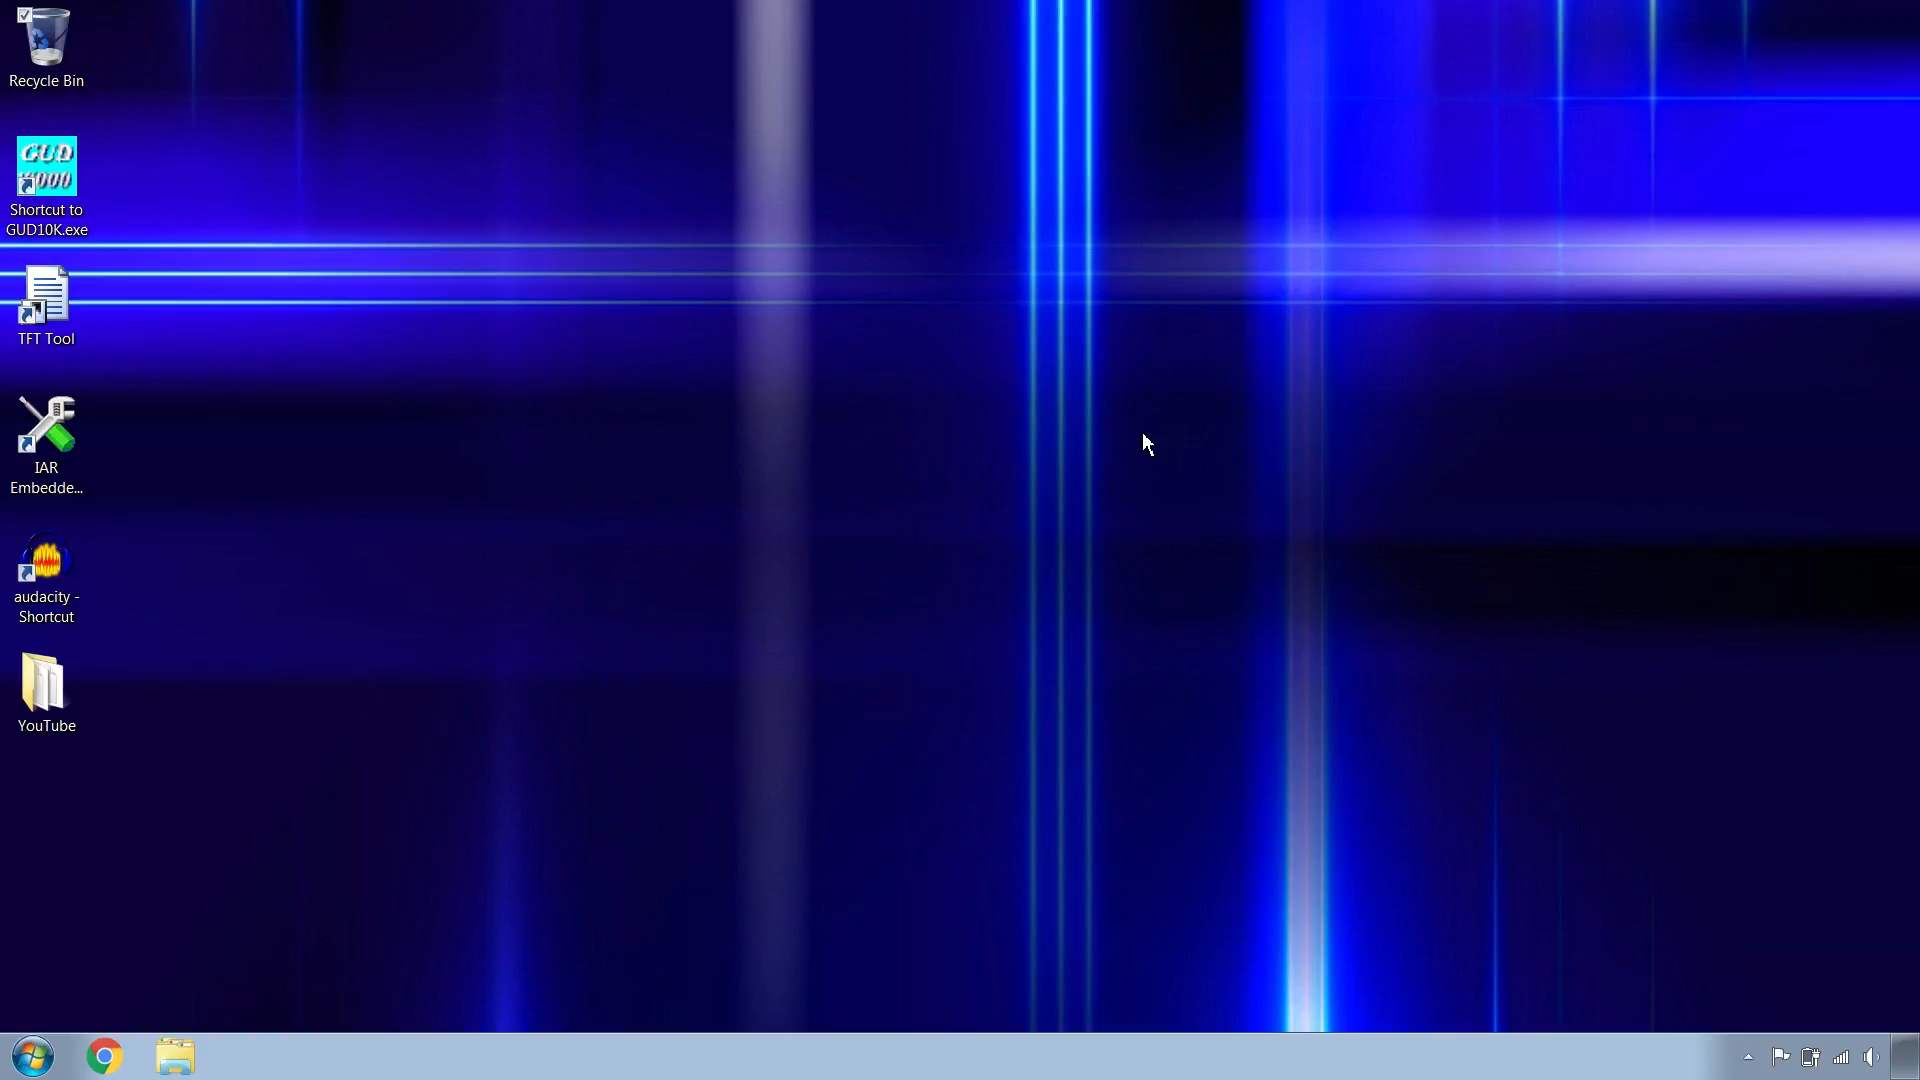 Recycle Bin
GUD
Shortcut to
GUD10K.exe
TFT Tool
IAR
Embedde...
audacity -
Shortcut
YouTube